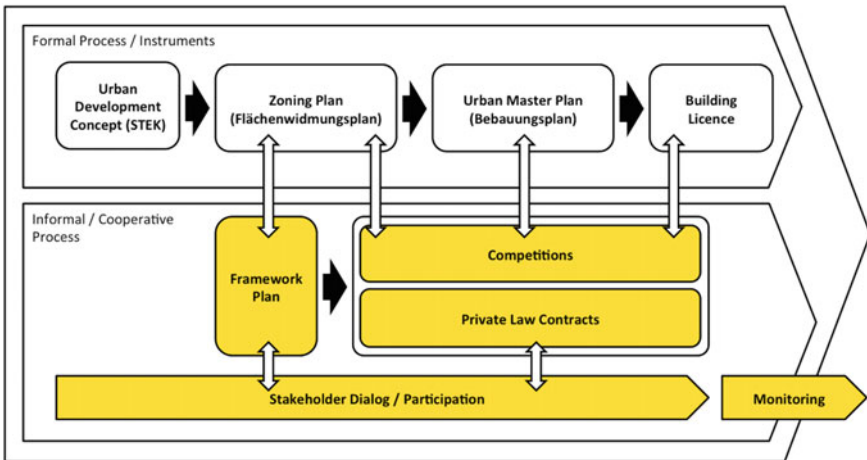 Formal Process / Instruments
Urban
Development
Concept (STEK)
Zoning Plan
(Flächenwidmungsplan)
Urban Master Plan
(Bebauungsplan)
Building
Licence
Informal / Cooperative
Process
Framework
Plan
Competitions
Private Law Contracts
Stakeholder Dialog / Participation
Monitoring